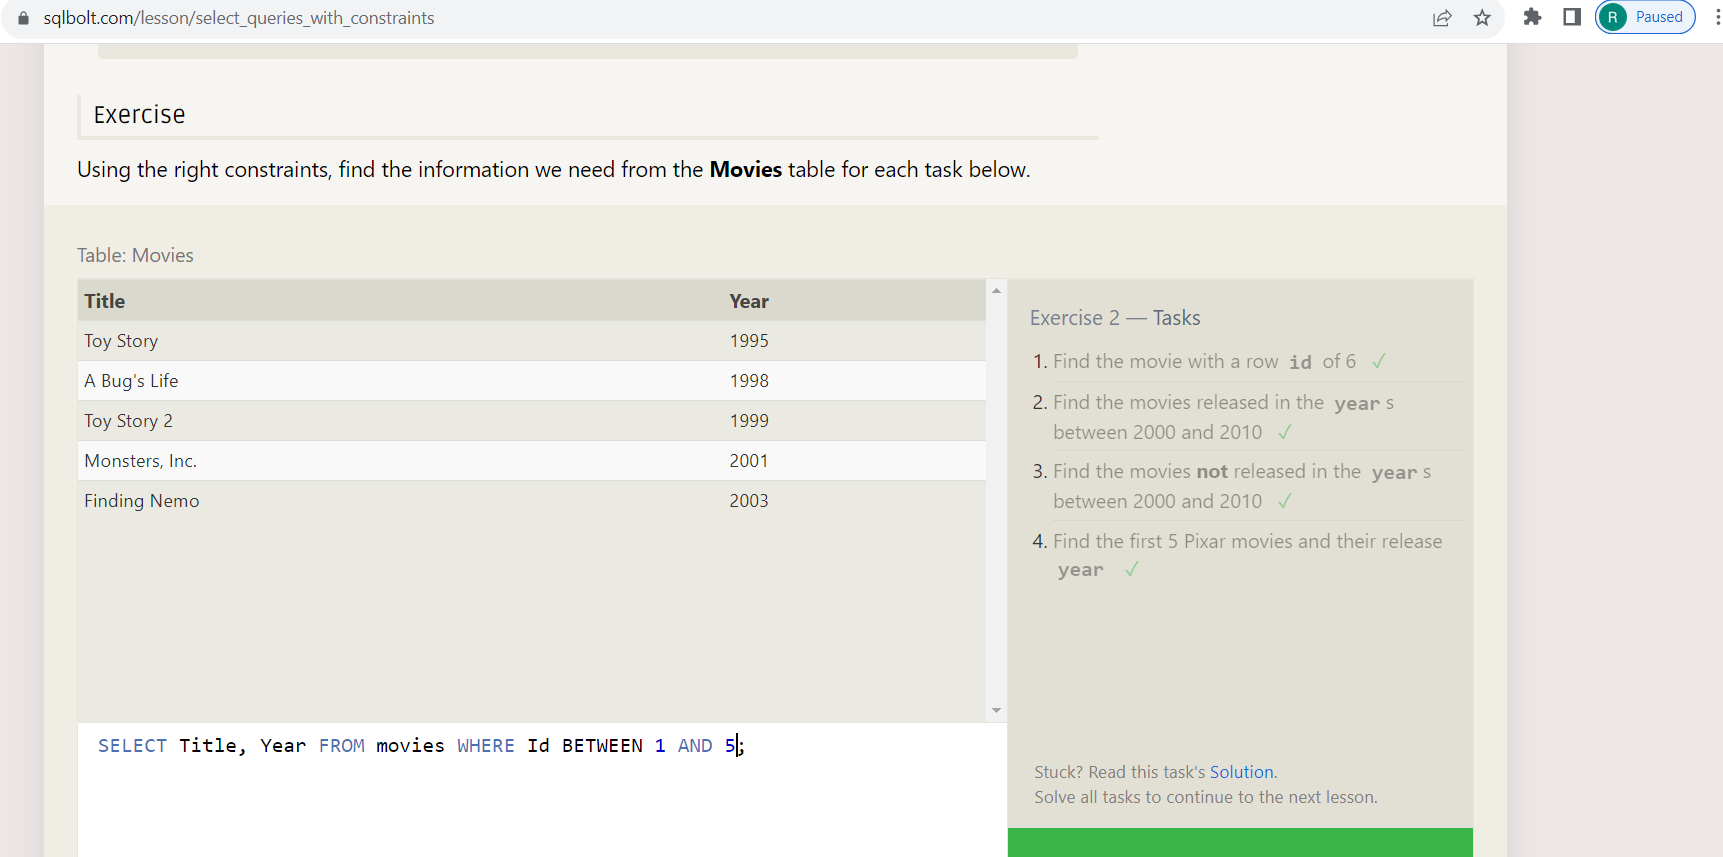 sqlbolt.com/lesson/select_queries_with_constraints
R Paused
Exercise
Using the right constraints, find the information we need from the Movies table for each task below.
Table: Movies
Title Year
Toy Story 1995
A Bug's Life 1998
Toy Story 2 1999
Monsters, Inc. 2001
Finding Nemo 2003
SELECT Title, Year FROM movies WHERE Id BETWEEN 1 AND 5;
Exercise 2 — Tasks
1. Find the movie with a row id of 6 ✓
2. Find the movies released in the year s
between 2000 and 2010 ✓
3. Find the movies not released in the year s
between 2000 and 2010 ✓
4. Find the first 5 Pixar movies and their release
year ✓
Stuck? Read this task's Solution.
Solve all tasks to continue to the next lesson.